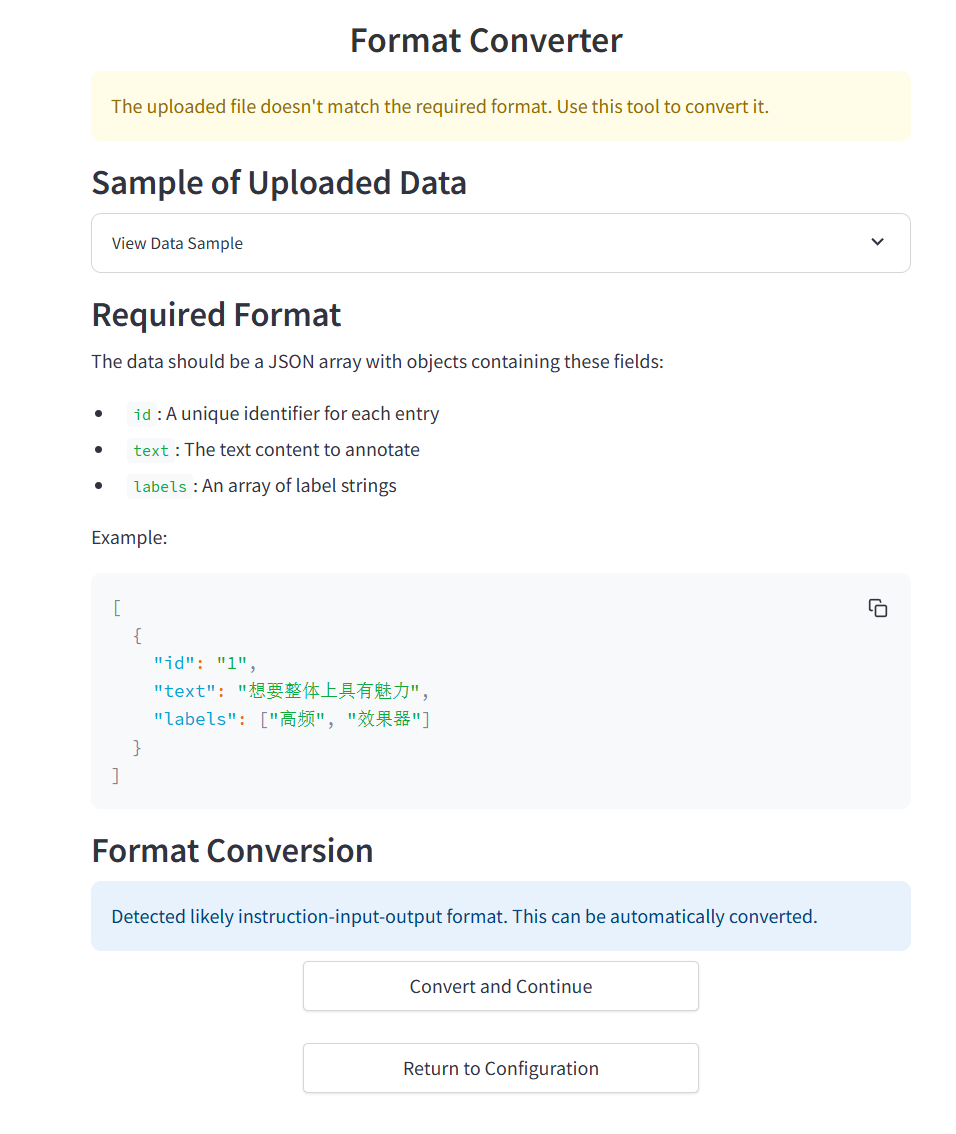 Format Converter
The uploaded file doesn't match the required format. Use this tool to convert it.
Sample of Uploaded Data
View Data Sample
Required Format
The data should be a JSON array with objects containing these fields:
id : A unique identifier for each entry
text : The text content to annotate
labels : An array of label strings
Example:
[
  {
    "id": "1",
    "text": "想要整体上具有魅力",
    "labels": ["高频", "效果器"]
  }
]
Format Conversion
Detected likely instruction-input-output format. This can be automatically converted.
Convert and Continue
Return to Configuration